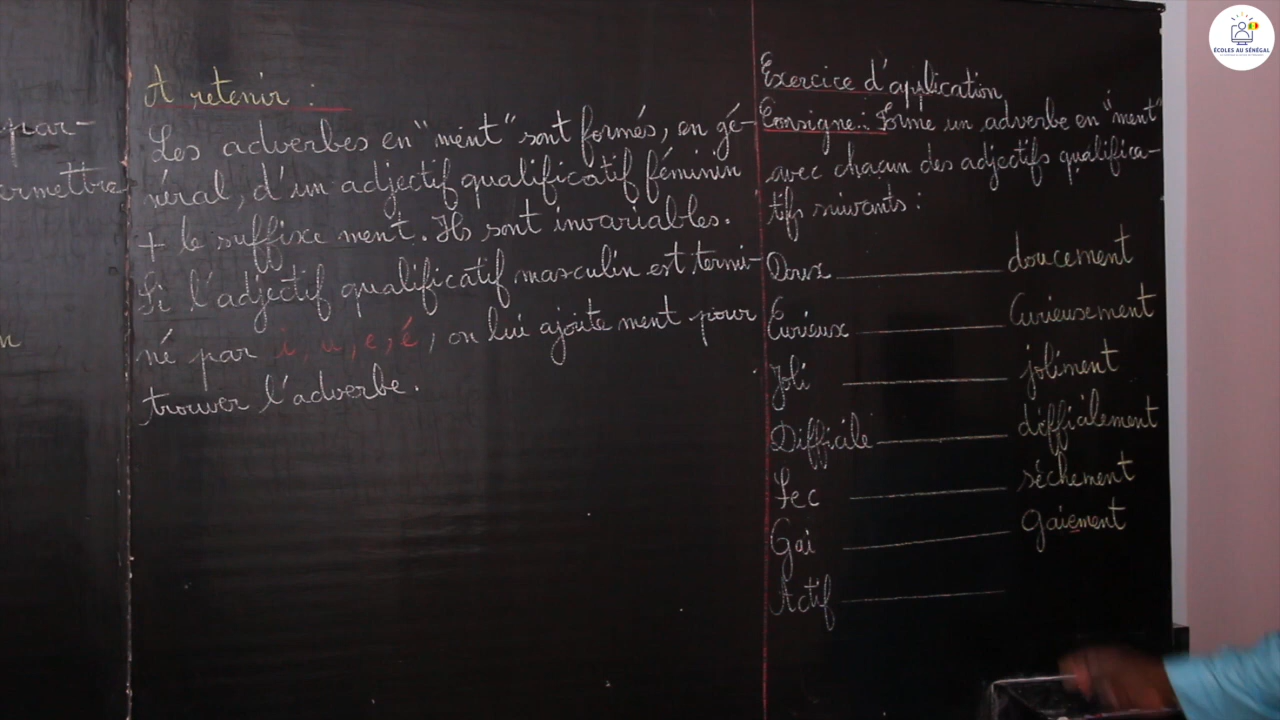 par-
ermettre
n
A retenir :
Les adverbes en "ment" sont formés, en gé-
néral, d'un adjectif qualificatif féminin
+ le suffixe ment. Ils sont invariables.
Si l'adjectif qualificatif masculin est termi-
né par i, u, e, é, on lui ajoute ment pour
trouver l'adverbe.
Exercice d'application
Consigne : Forme un adverbe en "ment"
avec chacun des adjectifs qualifica-
tifs suivants :
Doux doucement
Curieux Curieusement
Joli joliment
Difficile difficilement
Sec séchement
Gai gaiement
Actif
ÉCOLES AU SÉNÉGAL